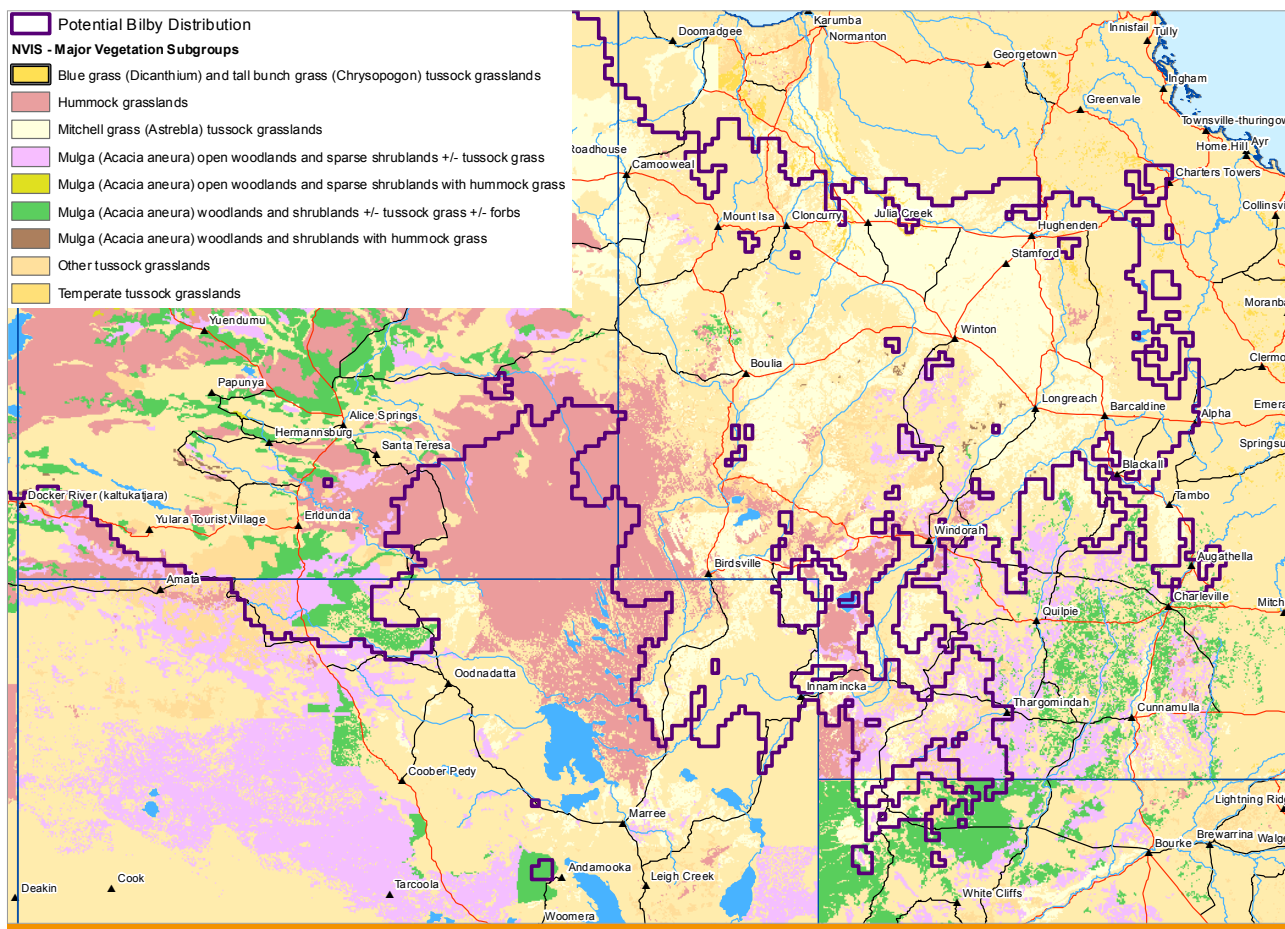 Potential Bilby Distribution
NVIS - Major Vegetation Subgroups
Blue grass (Dicanthium) and tall bunch grass (Chrysopogon) tussock grasslands
Hummock grasslands
Mitchell grass (Astrebla) tussock grasslands
Mulga (Acacia aneura) open woodlands and sparse shrublands +/- tussock grass
Mulga (Acacia aneura) open woodlands and sparse shrublands with hummock grass
Mulga (Acacia aneura) woodlands and shrublands +/- tussock grass +/- forbs
Mulga (Acacia aneura) woodlands and shrublands with hummock grass
Other tussock grasslands
Temperate tussock grasslands
Karumba
Normanton
Doomadgee
Innisfail
Tully
Georgetown
Ingham
Greenvale
Townsville-thuringow
Home Hill
Ayr
Roadhouse
Camooweal
Charters Towers
Collinsvi
Mount Isa
Cloncurry
Julia Creek
Hughenden
Stamford
Moranba
Yuendumu
Winton
Boulia
Clermo
Papunya
Longreach
Barcaldine
Alpha
Emera
Alice Springs
Hermannsburg
Santa Teresa
Springsu
Blackall
Tambo
Docker River (kaltukatjara)
Yulara Tourist Village
Erldunda
Windorah
Augathella
Birdsville
Amata
Charleville
Mitch
Quilpie
Oodnadatta
Innamincka
Thargomindah
Cunnamulla
Coober Pedy
Marree
Lightning Ridg
Brewarrina
Walge
Bourke
Andamooka
Leigh Creek
Deakin
Cook
Tarcoola
White Cliffs
Woomera